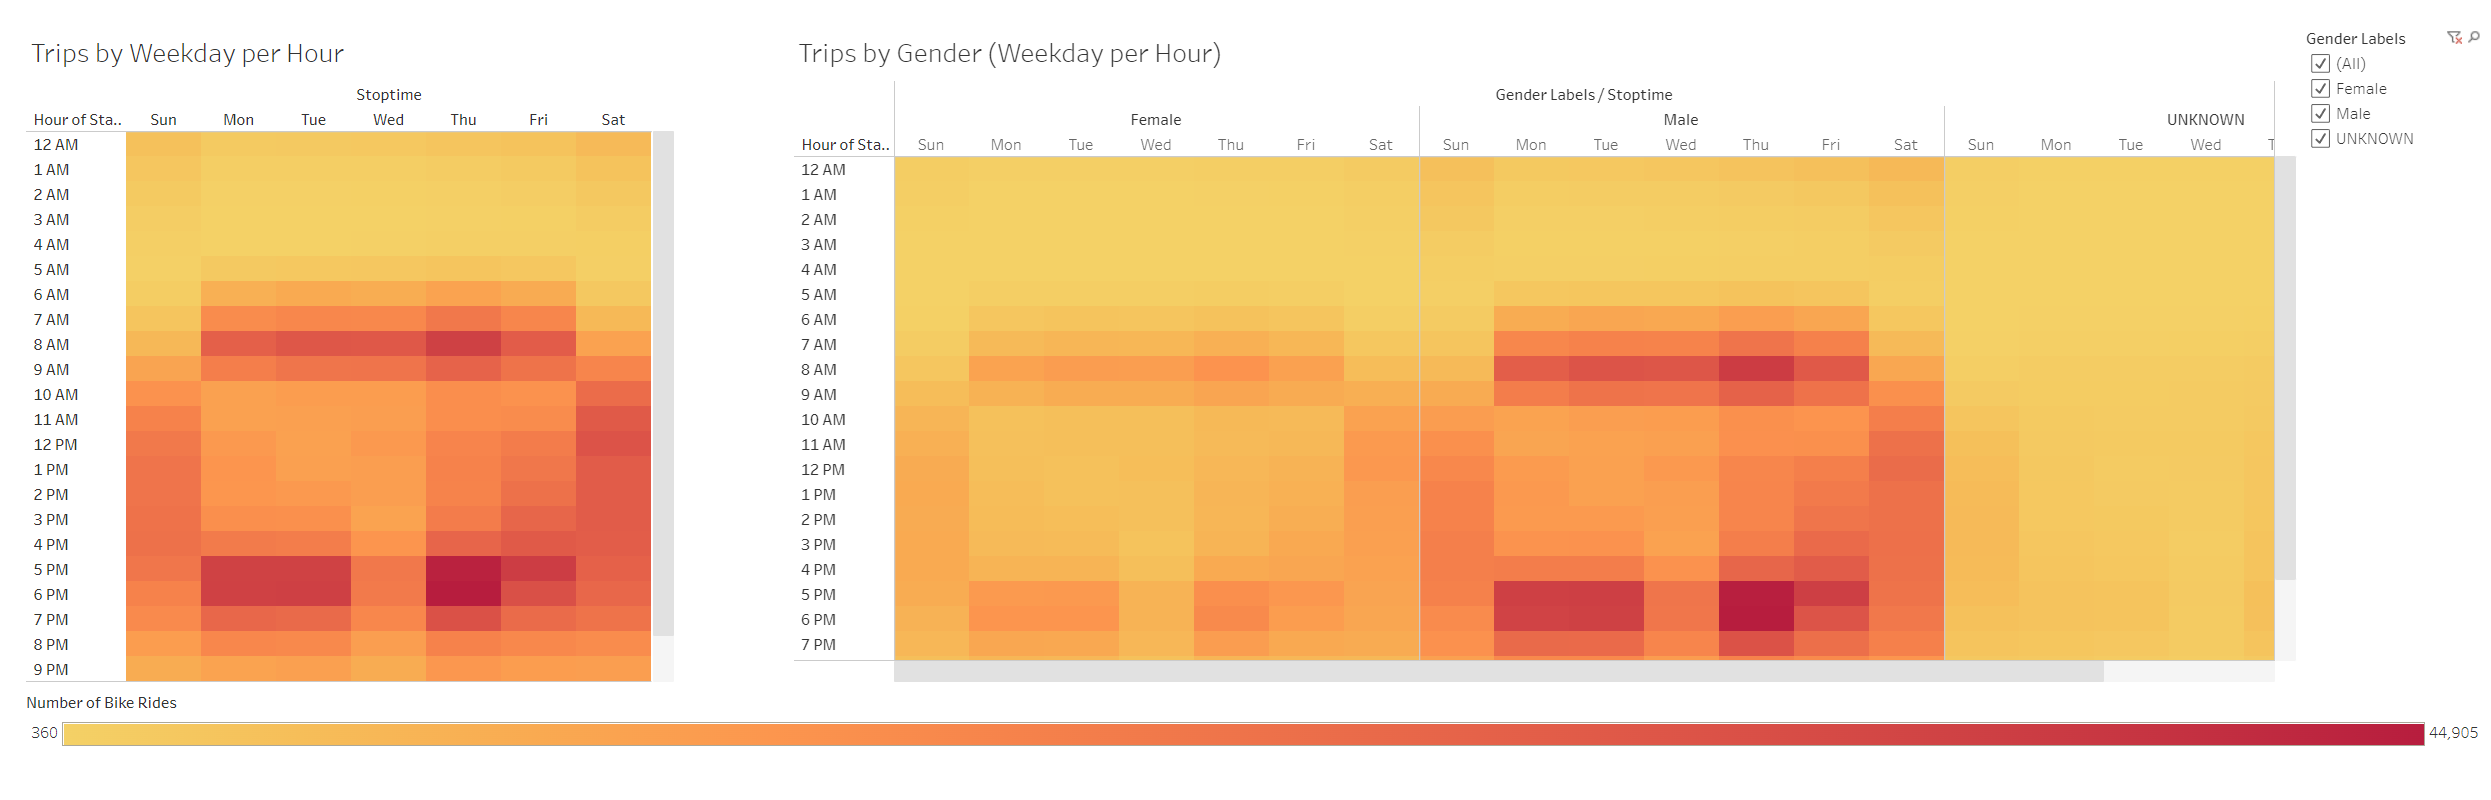 Trips by Weekday per Hour
Stoptime
Hour of Sta.. Sun Mon Tue Wed Thu Fri Sat
12 AM
1 AM
2 AM
3 AM
4 AM
5 AM
6 AM
7 AM
8 AM
9 AM
10 AM
11 AM
12 PM
1 PM
2 PM
3 PM
4 PM
5 PM
6 PM
7 PM
8 PM
9 PM
Trips by Gender (Weekday per Hour)
Gender Labels / Stoptime
Female Male UNKNOWN
Hour of Sta.. Sun Mon Tue Wed Thu Fri Sat Sun Mon Tue Wed Thu Fri Sat Sun Mon Tue Wed T
12 AM
1 AM
2 AM
3 AM
4 AM
5 AM
6 AM
7 AM
8 AM
9 AM
10 AM
11 AM
12 PM
1 PM
2 PM
3 PM
4 PM
5 PM
6 PM
7 PM
Gender Labels
(All)
Female
Male
UNKNOWN
Number of Bike Rides
360 44,905